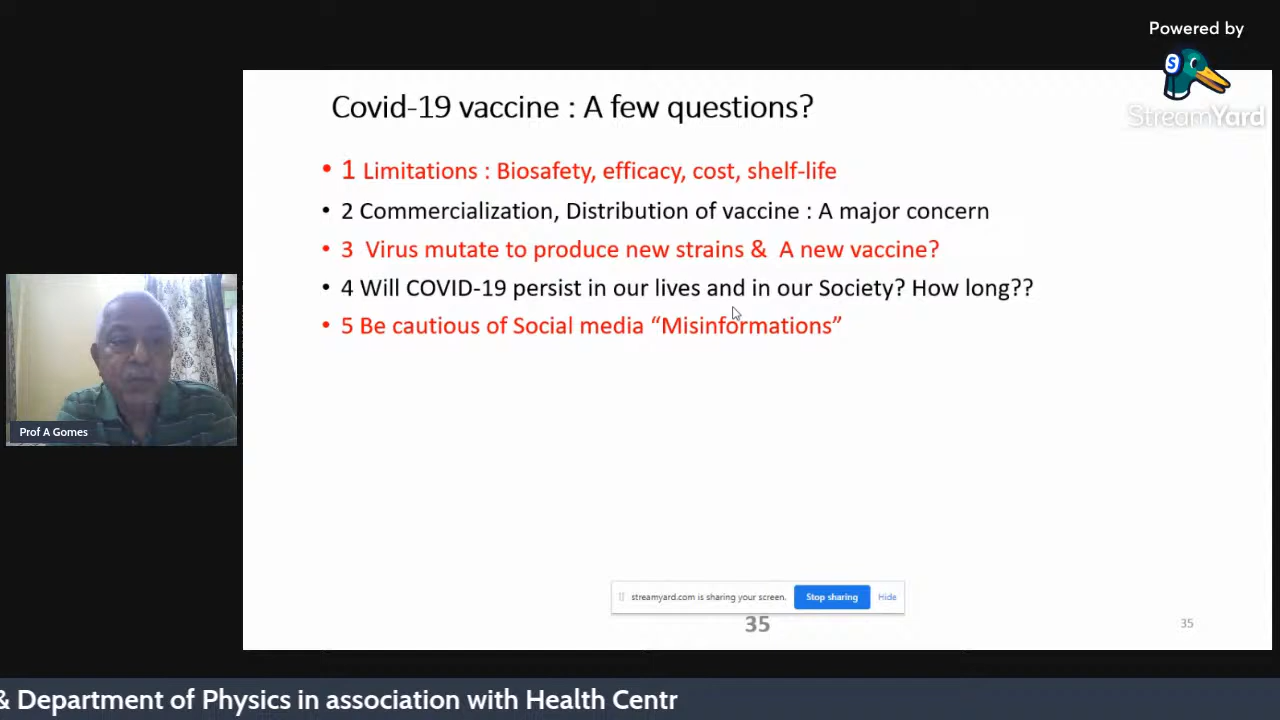 Powered by
StreamYard
Covid-19 vaccine : A few questions?
• 1 Limitations : Biosafety, efficacy, cost, shelf-life
• 2 Commercialization, Distribution of vaccine : A major concern
• 3 Virus mutate to produce new strains & A new vaccine?
• 4 Will COVID-19 persist in our lives and in our Society? How long??
• 5 Be cautious of Social media “Misinformations”
Prof A Gomes
streamyard.com is sharing your screen. Stop sharing Hide
35
35
& Department of Physics in association with Health Centr